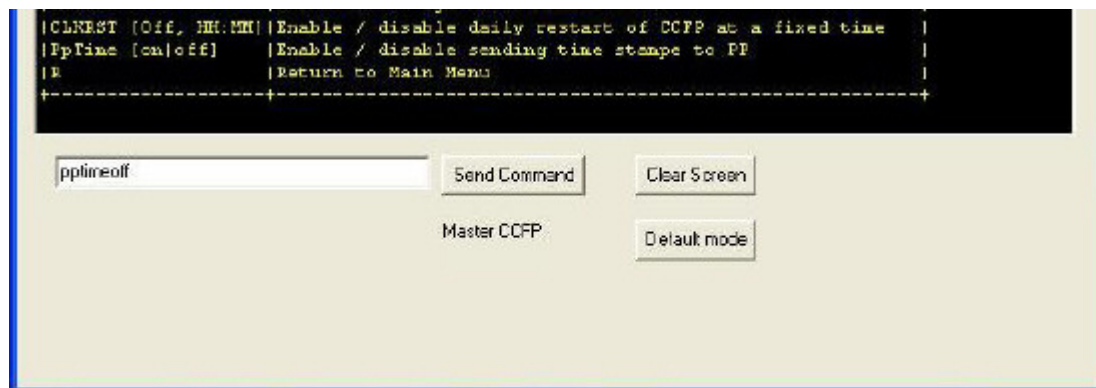 |CLKRST [Off, HH:MM]|Enable / disable daily restart of CCFP at a fixed time |
|PpTime [on|off] |Enable / disable sending time stamps to PP |
|R |Return to Main Menu |
pptimeoff
Send Command
Clear Screen
Master CCFP
Default mode